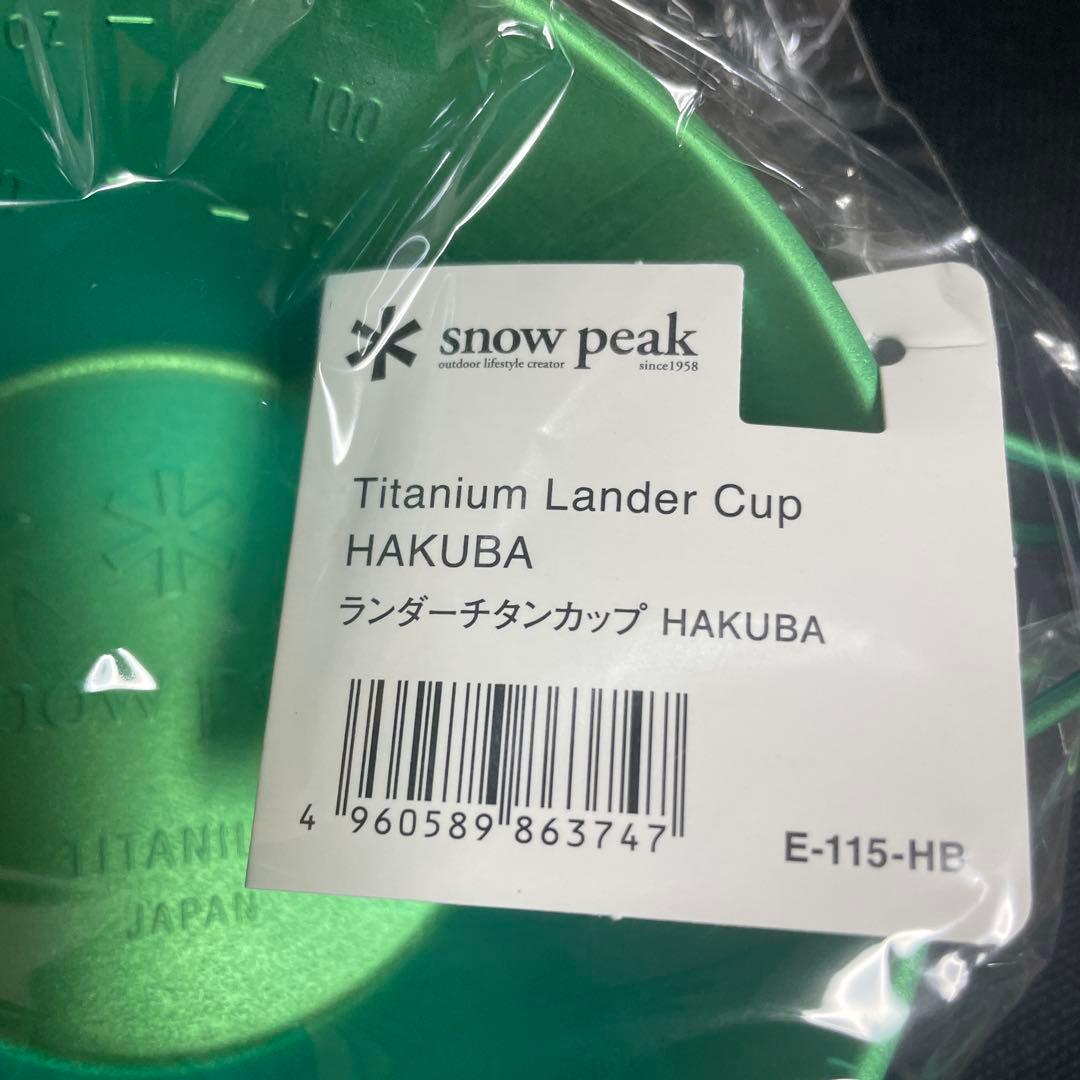 oz
100
snow peak
outdoor lifestyle creator since1958
Titanium Lander Cup
HAKUBA
ランダーチタンカップ HAKUBA
4 960589 863747
E-115-HB
JAPAN